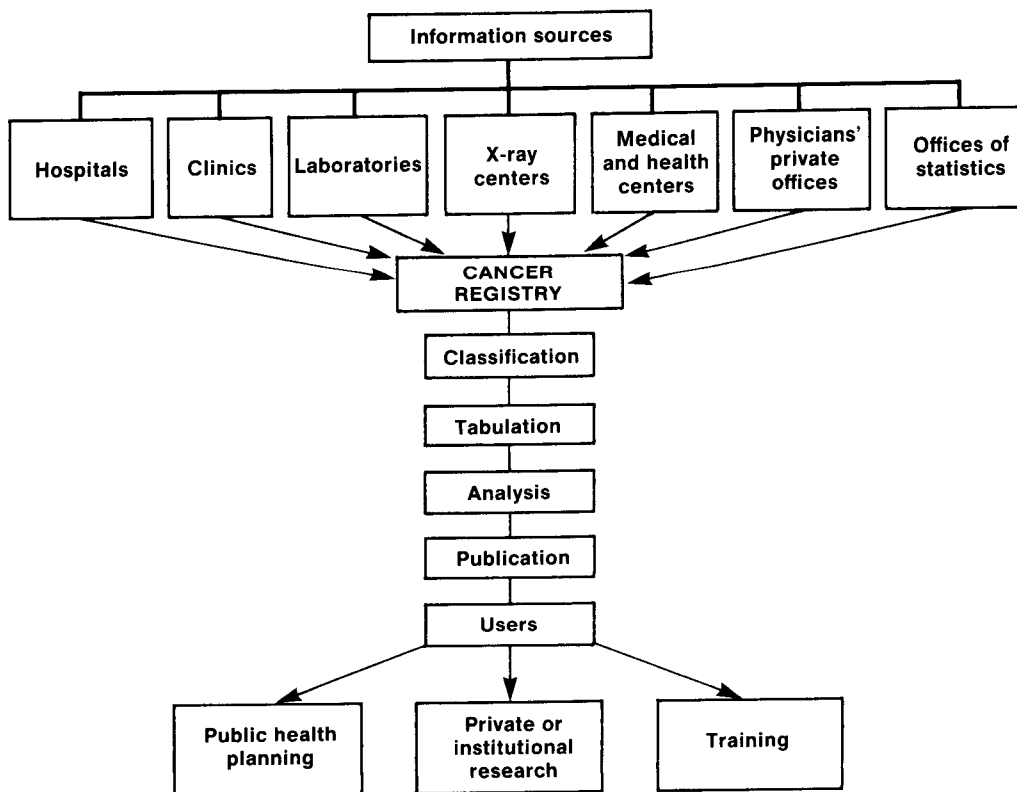 Information sources
Hospitals
Clinics
Laboratories
X-ray
centers
Medical
and health
centers
Physicians'
private
offices
Offices of
statistics
CANCER
REGISTRY
Classification
Tabulation
Analysis
Publication
Users
Public health
planning
Private or
institutional
research
Training